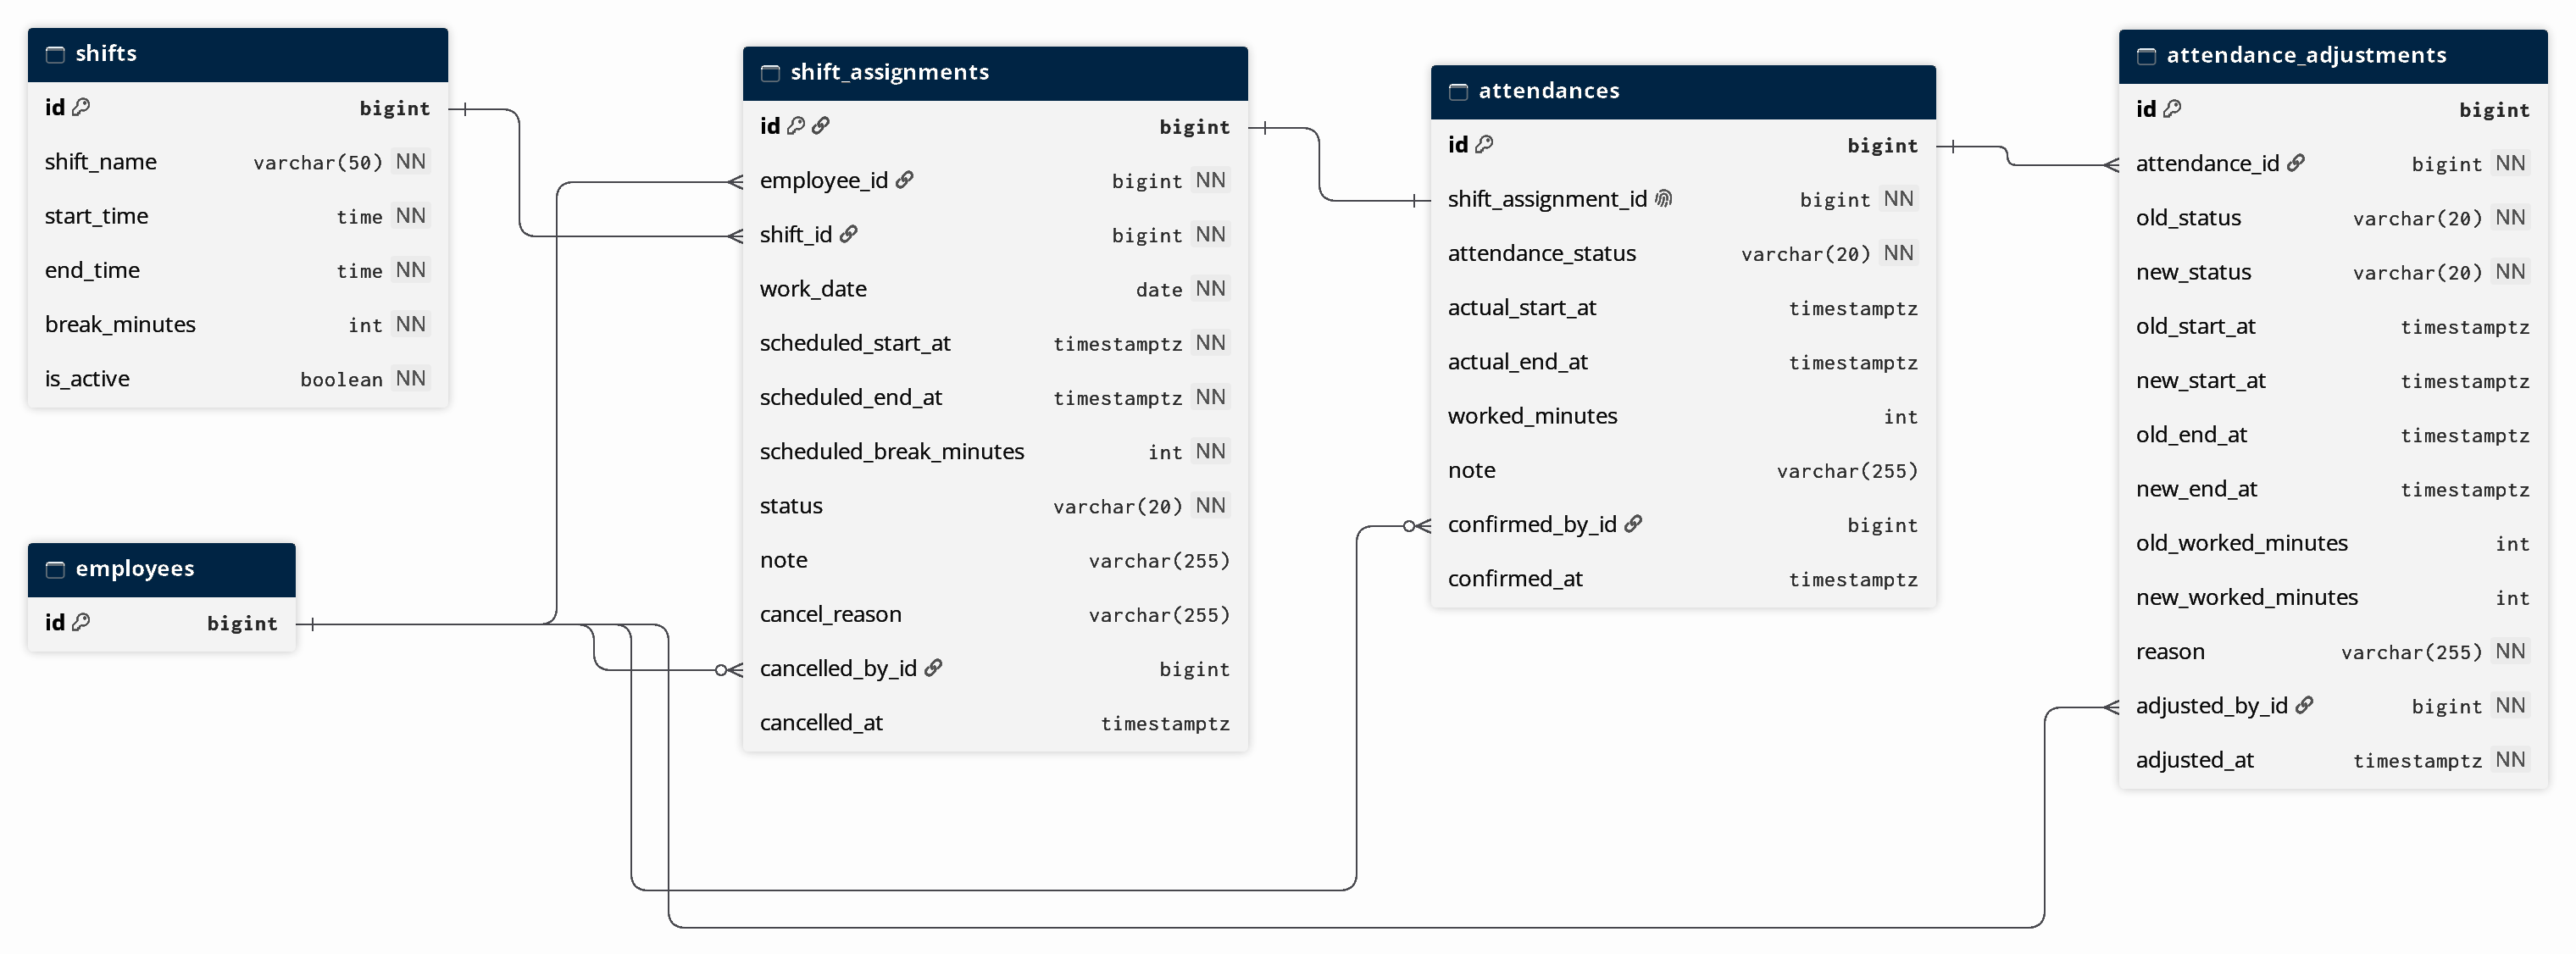 shifts
id bigint
shift_name varchar(50) NN
start_time time NN
end_time time NN
break_minutes int NN
is_active boolean NN
employees
id bigint
shift_assignments
id bigint
employee_id bigint NN
shift_id bigint NN
work_date date NN
scheduled_start_at timestamptz NN
scheduled_end_at timestamptz NN
scheduled_break_minutes int NN
status varchar(20) NN
note varchar(255)
cancel_reason varchar(255)
cancelled_by_id bigint
cancelled_at timestamptz
attendances
id bigint
shift_assignment_id bigint NN
attendance_status varchar(20) NN
actual_start_at timestamptz
actual_end_at timestamptz
worked_minutes int
note varchar(255)
confirmed_by_id bigint
confirmed_at timestamptz
attendance_adjustments
id bigint
attendance_id bigint NN
old_status varchar(20) NN
new_status varchar(20) NN
old_start_at timestamptz
new_start_at timestamptz
old_end_at timestamptz
new_end_at timestamptz
old_worked_minutes int
new_worked_minutes int
reason varchar(255) NN
adjusted_by_id bigint NN
adjusted_at timestamptz NN